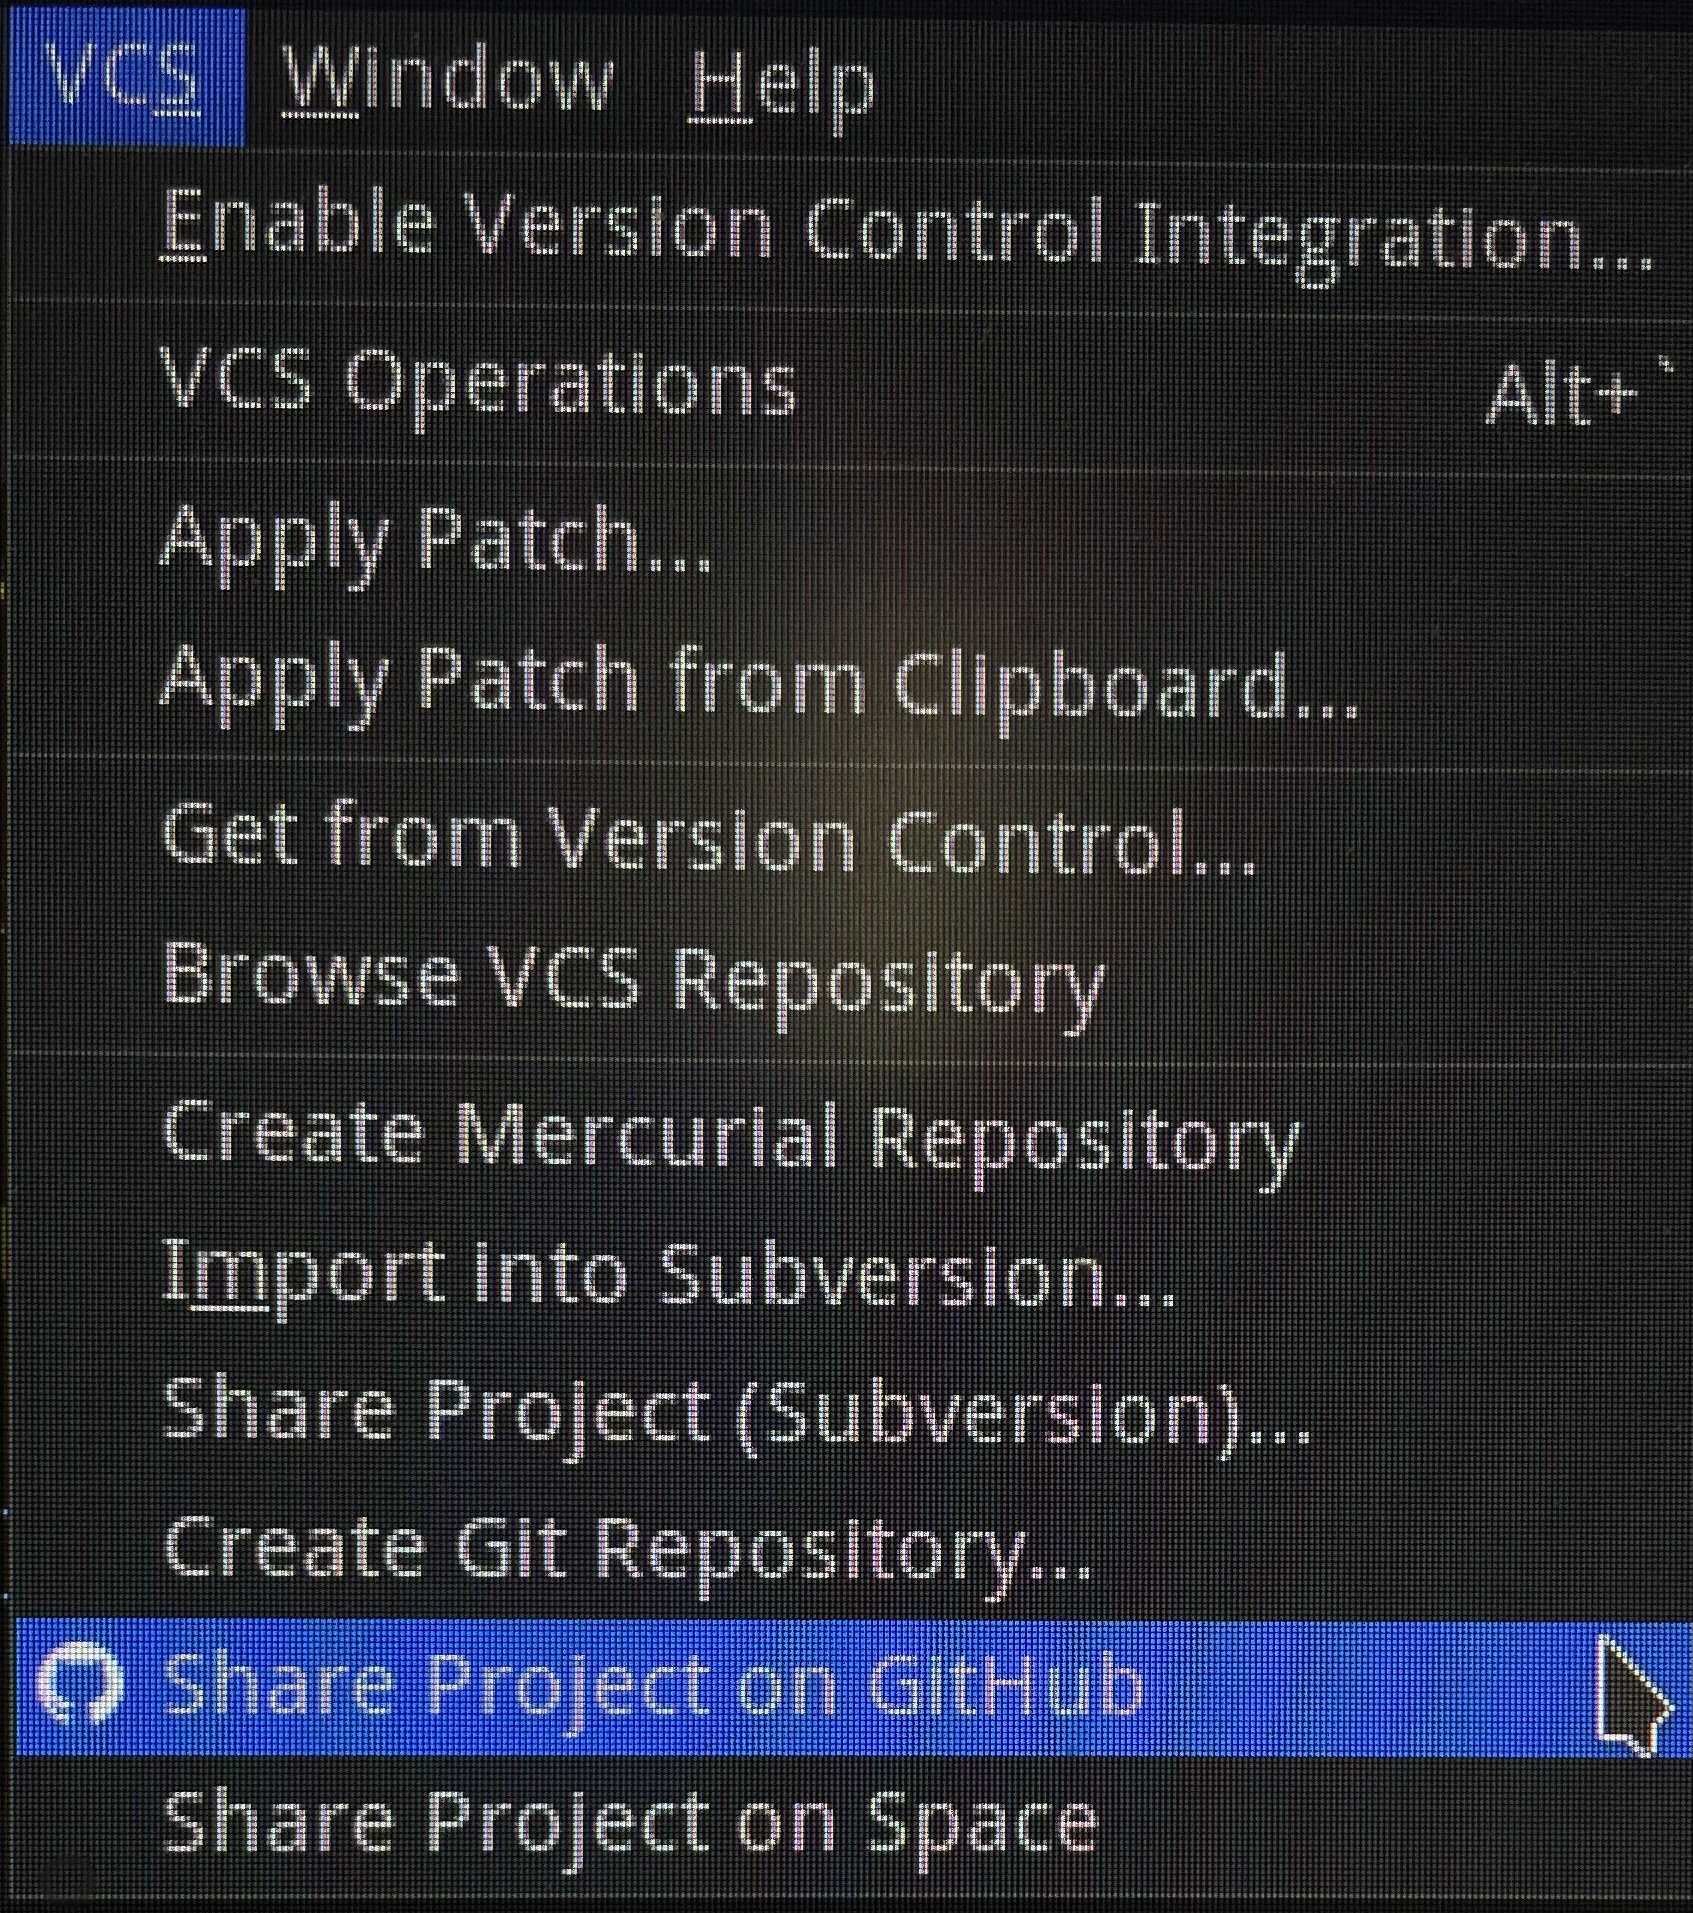 VCS Window Help
Enable Version Control Integration...
VCS Operations Alt+`
Apply Patch...
Apply Patch from Clipboard...
Get from Version Control...
Browse VCS Repository
Create Mercurial Repository
Import into Subversion...
Share Project (Subversion)...
Create Git Repository...
Share Project on GitHub
Share Project on Space